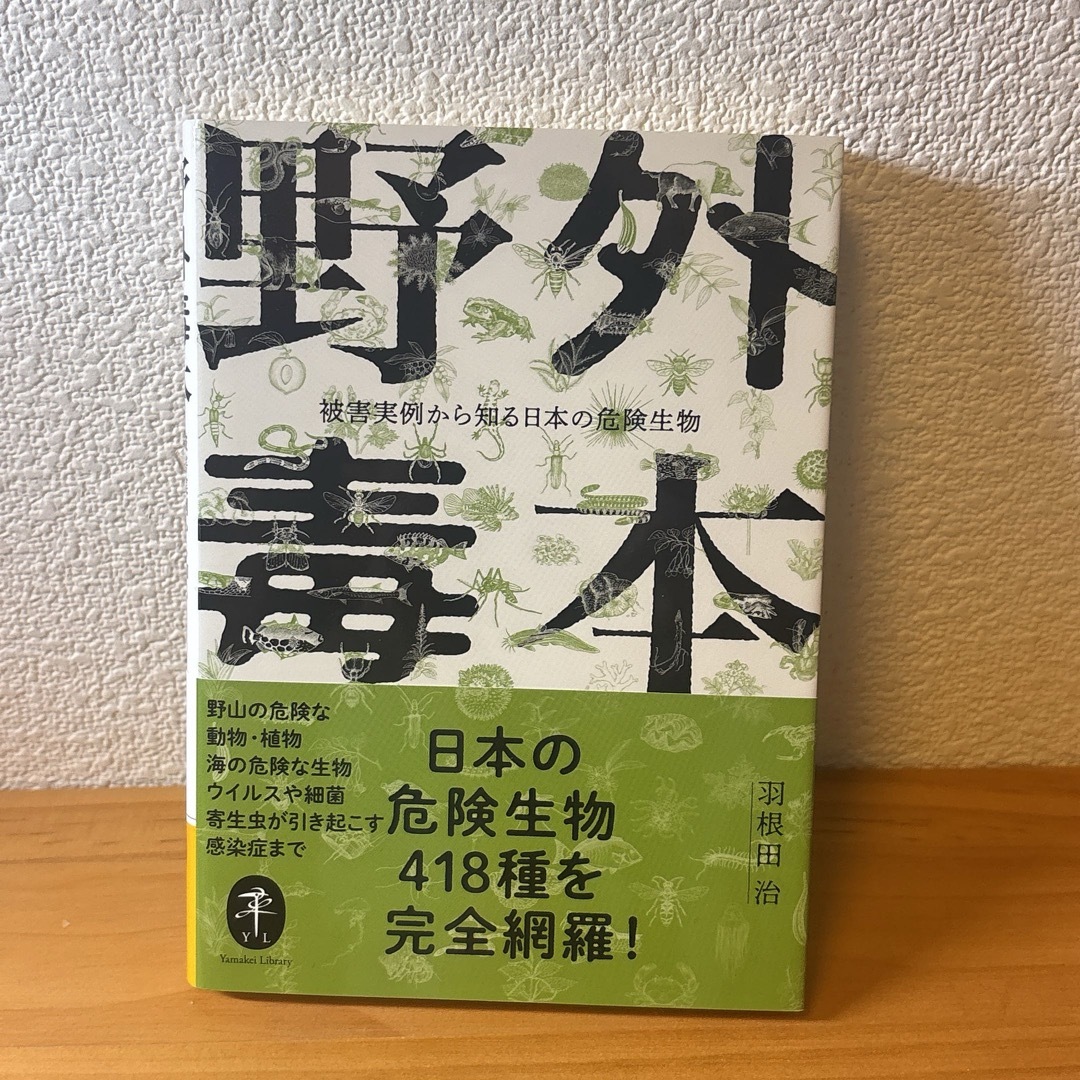 野外
毒本
被害実例から知る日本の危険生物
野山の危険な
動物・植物
海の危険な生物
ウイルスや細菌
寄生虫が引き起こす
感染症まで
日本の
危険生物
418種を
完全網羅!
羽根田 治
Y L
Yamakei Library